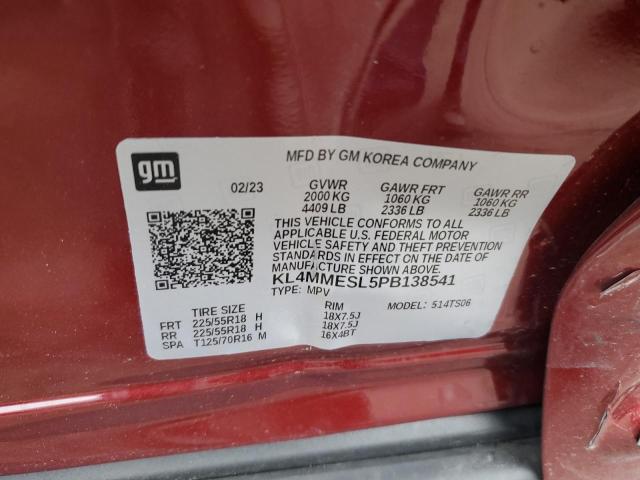 gm
MFD BY GM KOREA COMPANY
02/23 GVWR GAWR FRT GAWR RR
2000 KG 1060 KG 1060 KG
4409 LB 2336 LB 2336 LB
THIS VEHICLE CONFORMS TO ALL
APPLICABLE U.S. FEDERAL MOTOR
VEHICLE SAFETY AND THEFT PREVENTION
STANDARDS IN EFFECT ON THE DATE OF
MANUFACTURE SHOWN ABOVE.
KL4MMESL5PB138541
TYPE: MPV MODEL: 514TS06
TIRE SIZE RIM
FRT 225/55R18 H 18X7.5J
RR 225/55R18 H 18X7.5J
SPA T125/70R16 M 16X4BT